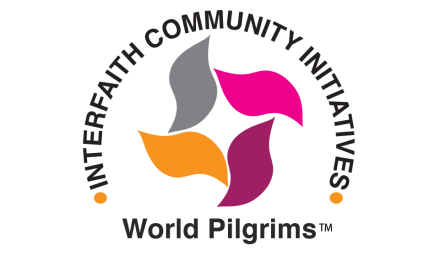 • INTERFAITH COMMUNITY INITIATIVES •
World Pilgrims™